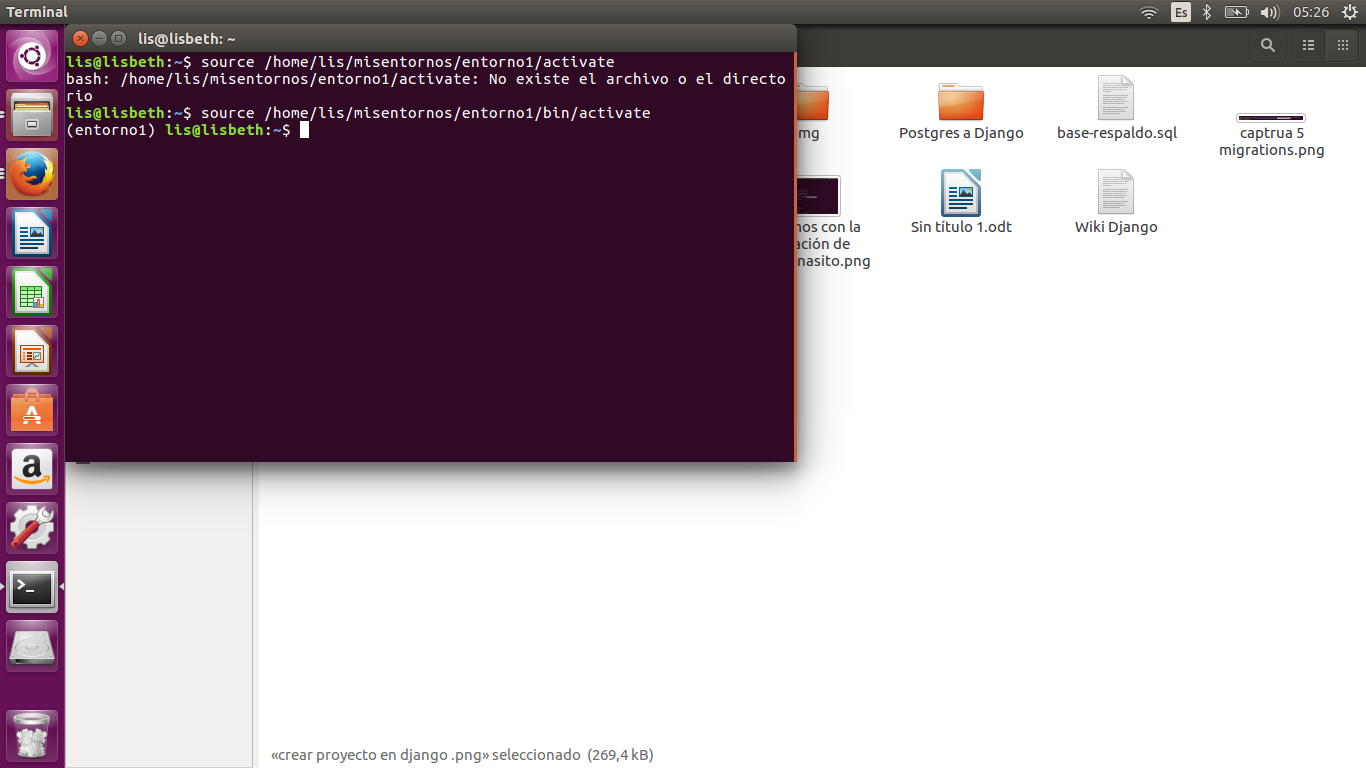 Terminal
Es
05:26
lis@lisbeth: ~
lis@lisbeth:~$ source /home/lis/misentornos/entorno1/activate
bash: /home/lis/misentornos/entorno1/activate: No existe el archivo o el directo
rio
lis@lisbeth:~$ source /home/lis/misentornos/entorno1/bin/activate
(entorno1) lis@lisbeth:~$
mg
Postgres a Django
base-respaldo.sql
captrua 5
migrations.png
nos con la
ación de
nasito.png
Sin título 1.odt
Wiki Django
«crear proyecto en django .png» seleccionado (269,4 kB)